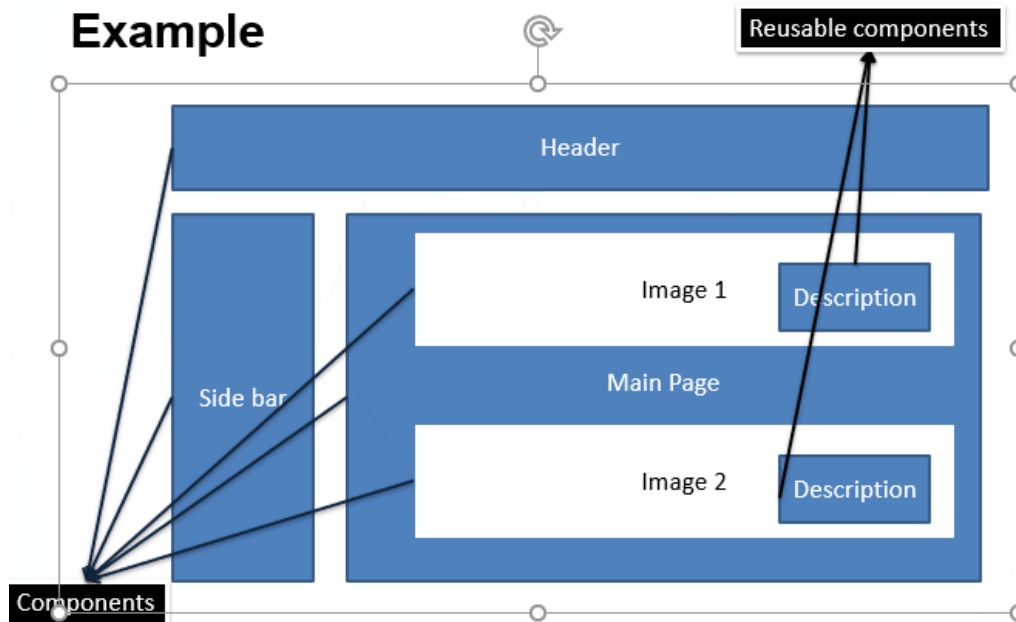 Example
Reusable components
Header
Image 1
Description
Side bar
Main Page
Image 2
Description
Components